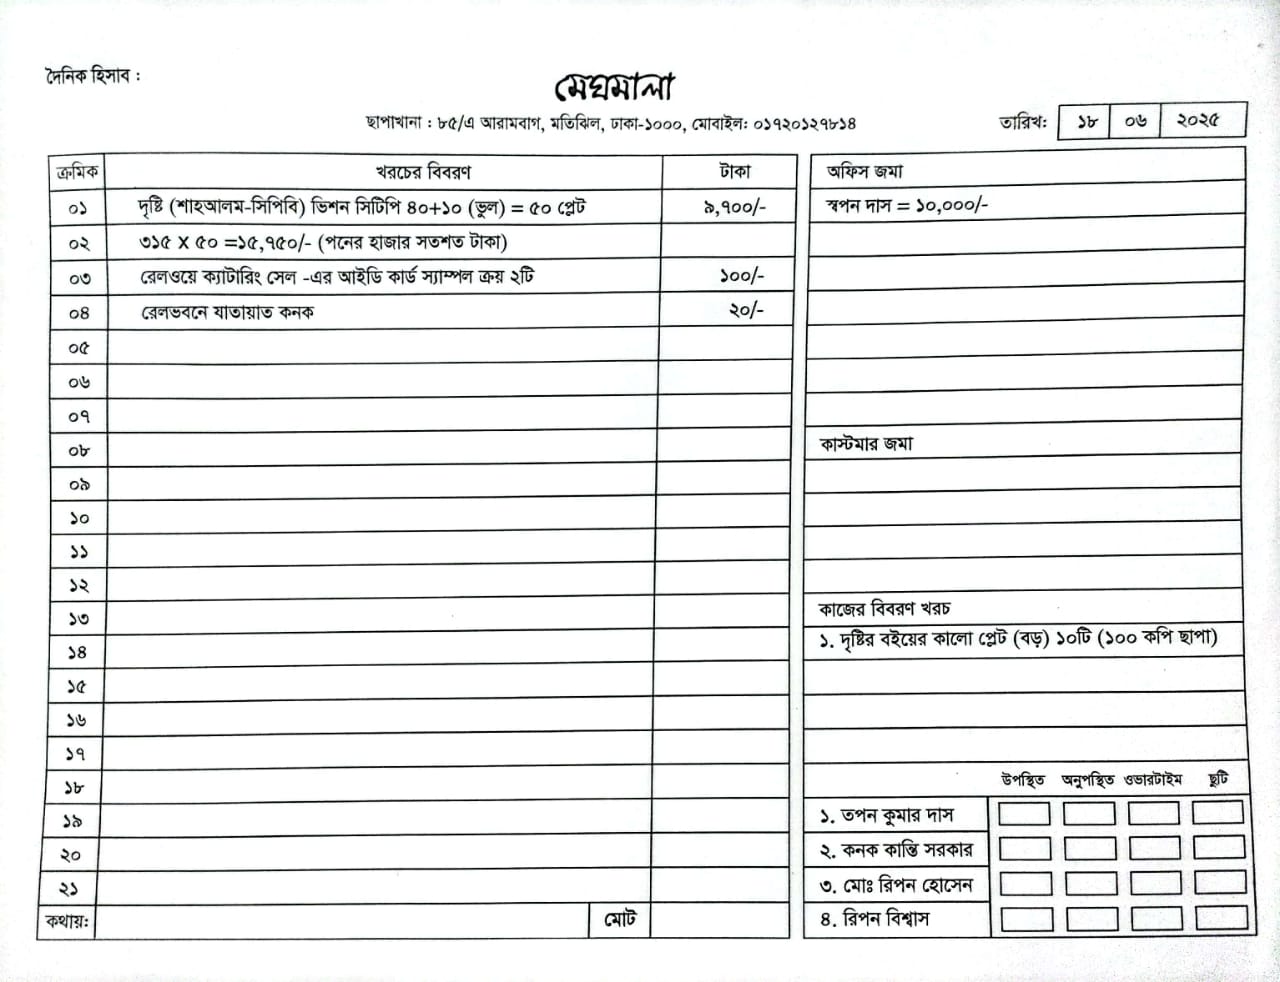 দৈনিক হিসাব :
মেঘমালা
ছাপাখানা : ৮৫/এ আরামবাগ, মতিঝিল, ঢাকা-১০০০, মোবাইল: ০১৭২০১২৭৮১৪
তারিখ: ১৮ ০৬ ২০২৫
ক্রমিক খরচের বিবরণ টাকা
০১ দৃষ্টি (শাহআলম-সিপিবি) ভিশন সিটিপি ৪০+১০ (ভুল) = ৫০ প্লেট ৯,৭০০/-
০২ ৩১৫ X ৫০ =১৫,৭৫০/- (পনের হাজার সতশত টাকা)
০৩ রেলওয়ে ক্যাটারিং সেল -এর আইডি কার্ড স্যাম্পল ক্রয় ২টি ১০০/-
০৪ রেলভবনে যাতায়াত কনক ২০/-
০৫
০৬
০৭
০৮
০৯
১০
১১
১২
১৩
১৪
১৫
১৬
১৭
১৮
১৯
২০
২১
কথায়: মোট
অফিস জমা
স্বপন দাস = ১০,০০০/-
কাস্টমার জমা
কাজের বিবরণ খরচ
১. দৃষ্টির বইয়ের কালো প্লেট (বড়) ১০টি (১০০ কপি ছাপা)
উপস্থিত অনুপস্থিত ওভারটাইম ছুটি
১. তপন কুমার দাস
২. কনক কান্তি সরকার
৩. মোঃ রিপন হোসেন
৪. রিপন বিশ্বাস